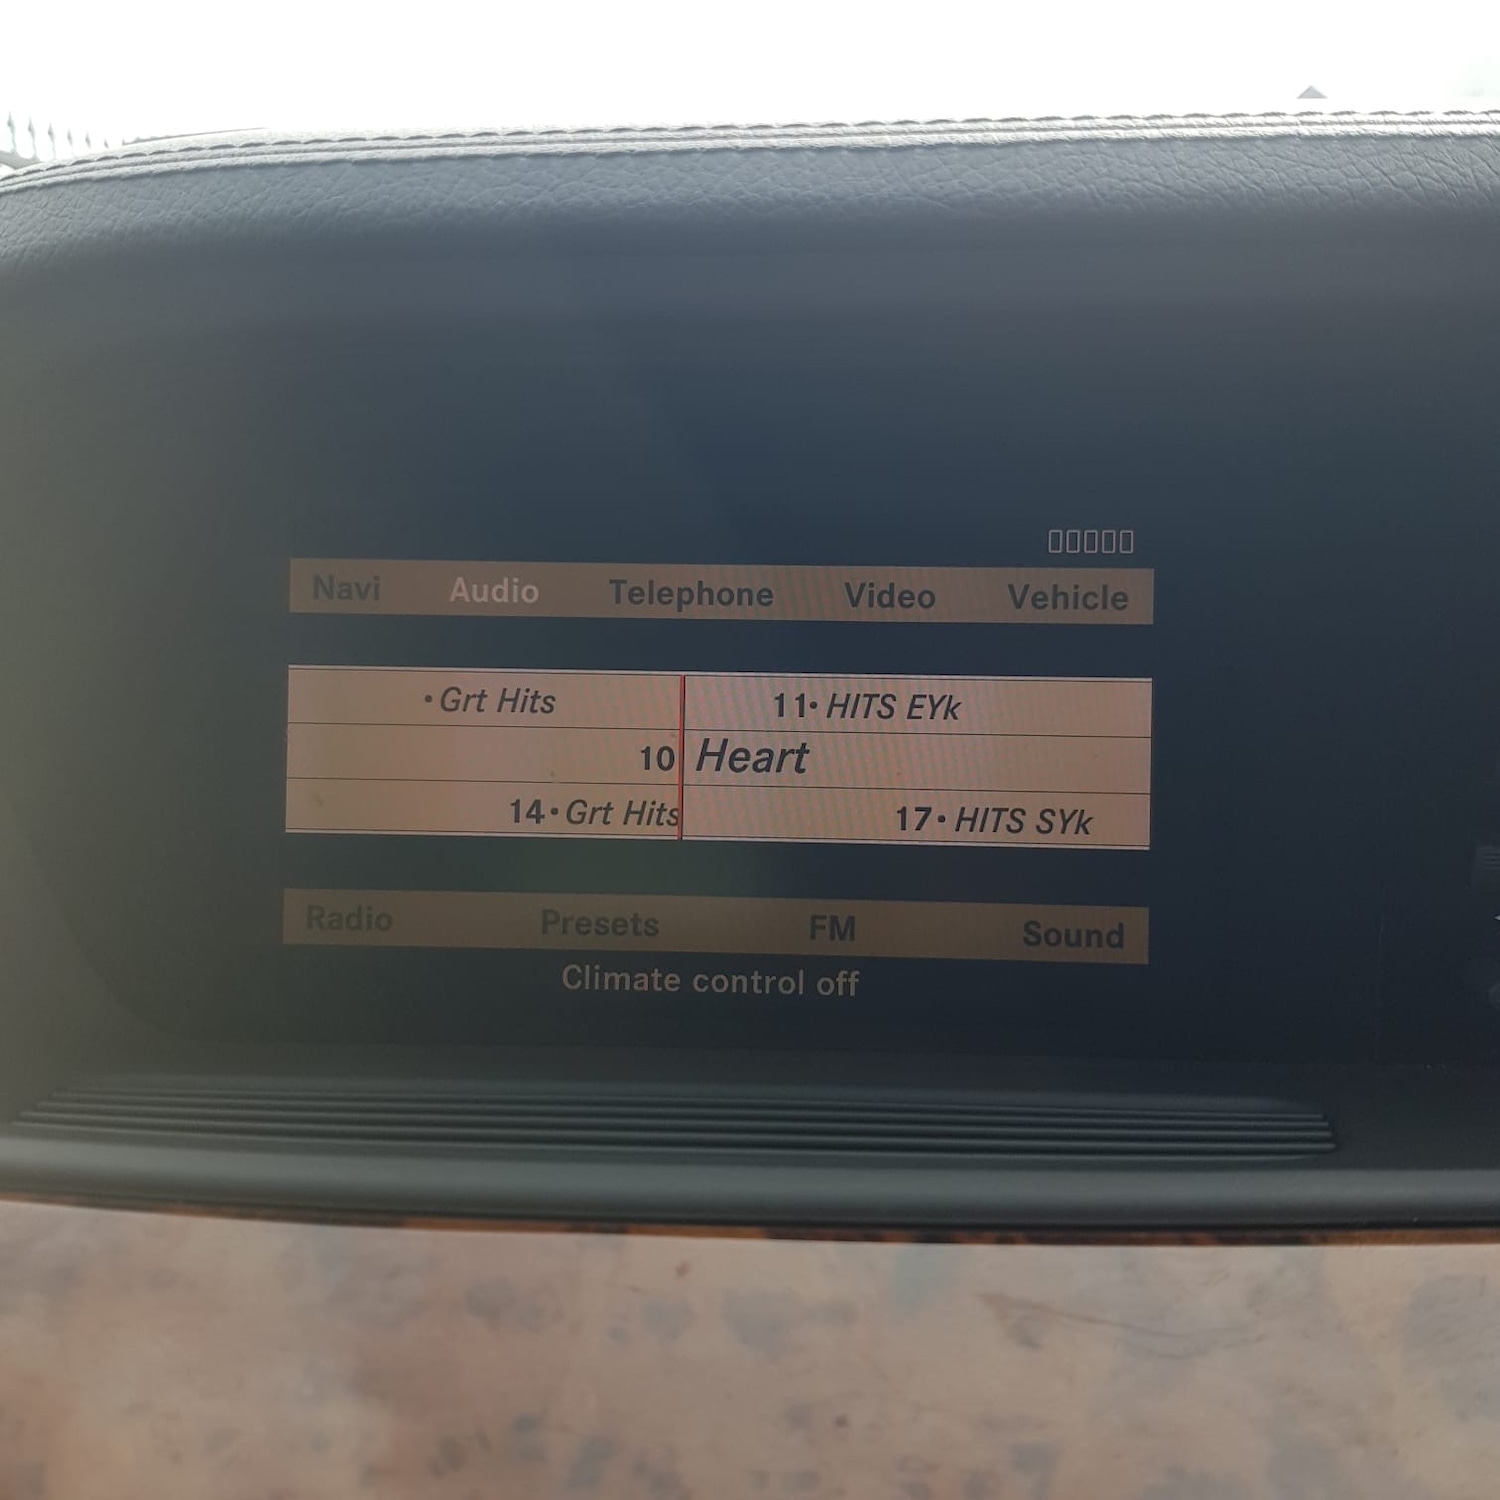 Navi Audio Telephone Video Vehicle
• Grt Hits 11• HITS EYk
10 Heart
14• Grt Hits 17• HITS SYk
Radio Presets FM Sound
Climate control off